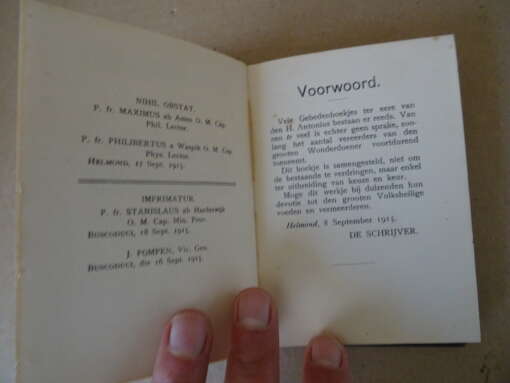 NIHIL OBSTAT.
P. fr. MAXIMUS ab Asten O. M. Cap.
Phil. Lector.
P. fr. PHILIBERTUS a Waspik O. M. Cap.
Phys. Lector.
HELMOND, 17 Sept. 1915.
IMPRIMATUR.
P. fr. STANISLAUS ab Harderwijk
O. M. Cap. Min. Prov.
BUSCODUCI, 18 Sept. 1915.
J. POMPEN, Vic. Gen.
BUSCODUCI, die 16 Sept. 1915.
Voorwoord.
Vele Gebedenboekjes ter eere van
den H. Antonius bestaan er reeds. Van
een te veel is echter geen sprake, zoo-
lang het aantal vereerders van den
grooten Wonderdoener voortdurend
toeneemt.
Dit boekje is samengesteld, niet om
de bestaande te verdringen, maar enkel
ter uitbreiding van keuze en keur.
Moge dit werkje bij duizenden hun
devotie tot den grooten Volksheilige
voeden en vermeerderen.
Helmond, 8 September 1915.
DE SCHRIJVER.